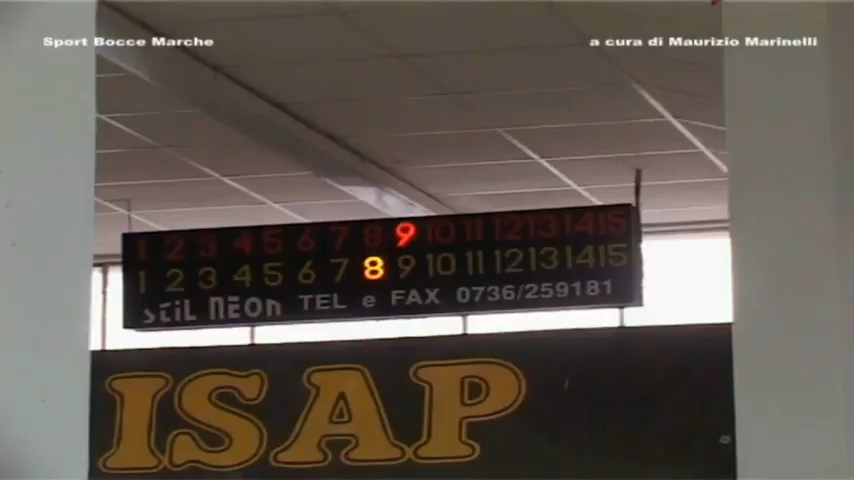 Sport Bocce Marche
a cura di Maurizio Marinelli
1 2 3 4 5 6 7 8 9 10 11 12 13 14 15
1 2 3 4 5 6 7 8 9 10 11 12 13 14 15
STIL NEON TEL e FAX 0736/259181
ISAP